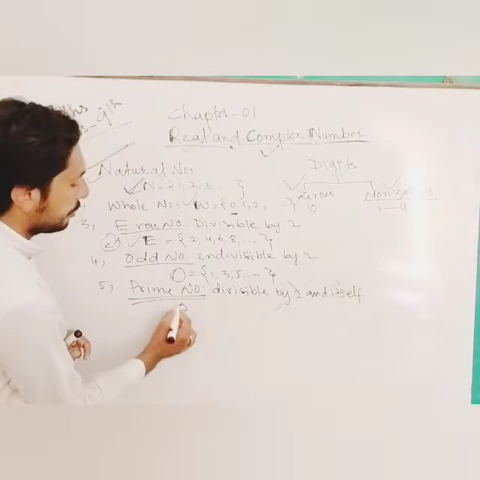 9th
Chapter-01
Real and Complex Number
Digits
Natural No:
N = {1, 2, 3, ... }
Zeroes
0
Nonzeroes
1-9
Whole No: W = {0, 1, 2, ... }
3, Even No: Divisible by 2
E = {2, 4, 6, 8, ... }
4, Odd No: indivisible by 2
O = {1, 3, 5, ... }
5, Prime No: divisible by 1 and itself
P